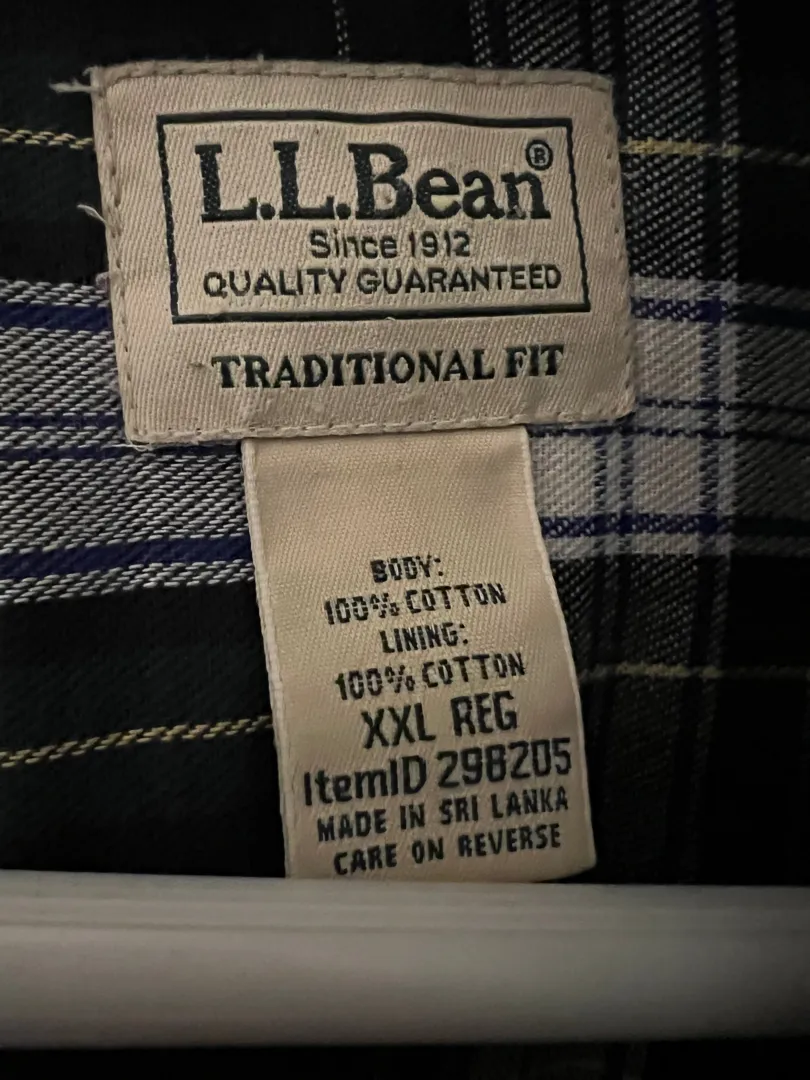 L.L.Bean®
Since 1912
QUALITY GUARANTEED
TRADITIONAL FIT
BODY:
100% COTTON
LINING:
100% COTTON
XXL REG
ItemID 298205
MADE IN SRI LANKA
CARE ON REVERSE